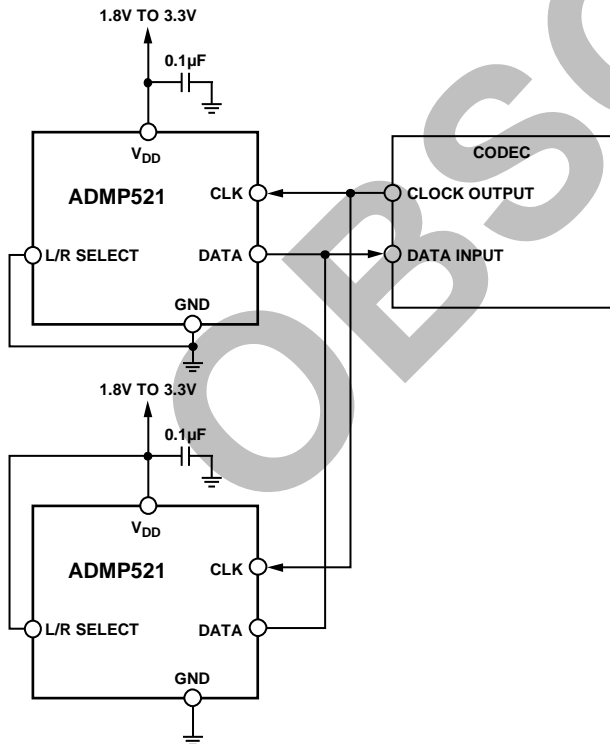 1.8V TO 3.3V
0.1µF
VDD
ADMP521
CLK
L/R SELECT
DATA
GND
CODEC
CLOCK OUTPUT
DATA INPUT
1.8V TO 3.3V
0.1µF
VDD
ADMP521
CLK
L/R SELECT
DATA
GND
OBSO